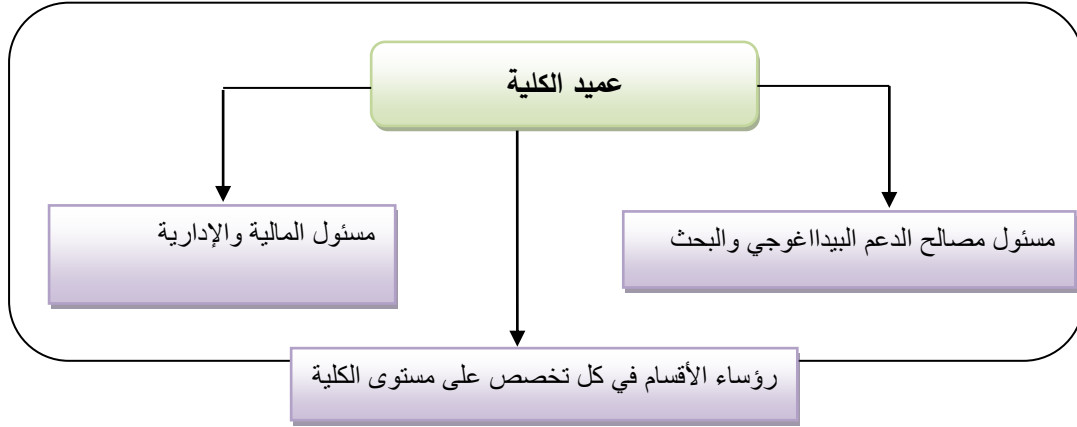 عميد الكلية
مسئول مصالح الدعم البيدااغوجي والبحث
مسئول المالية والإدارية
رؤساء الأقسام في كل تخصص على مستوى الكلية